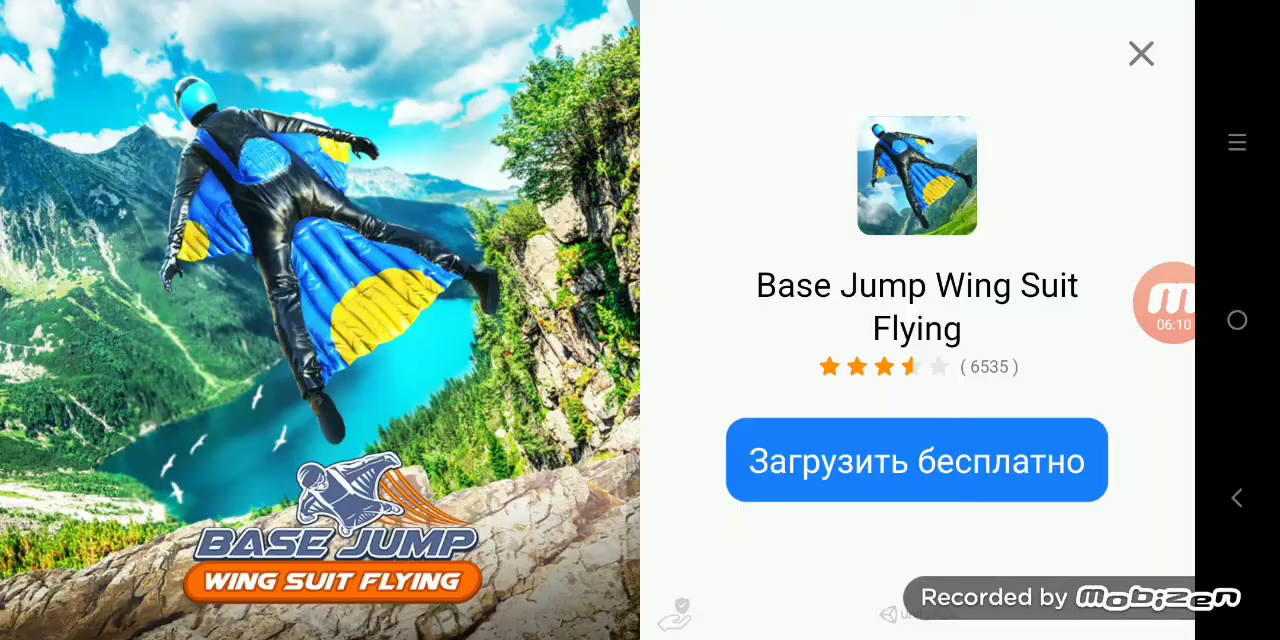 BASE JUMP
WING SUIT FLYING
Base Jump Wing Suit
Flying
( 6535 )
Загрузить бесплатно
06:10
Recorded by mobizen